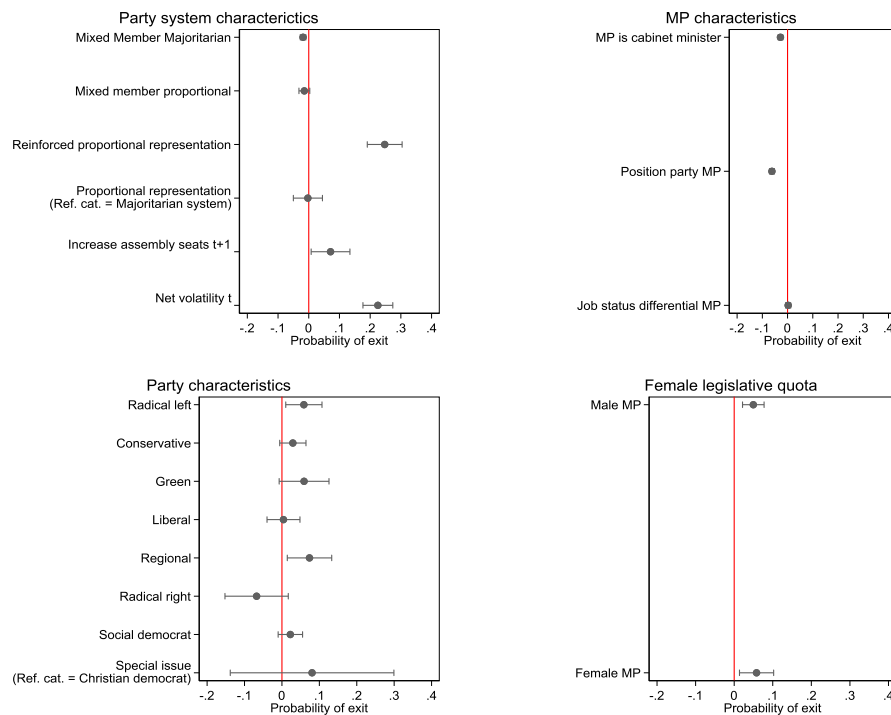 Party system characterictics
Mixed Member Majoritarian
Mixed member proportional
Reinforced proportional representation
Proportional representation
(Ref. cat. = Majoritarian system)
Increase assembly seats t+1
Net volatility t
-.2 -.1 0 .1 .2 .3 .4
Probability of exit
MP characteristics
MP is cabinet minister
Position party MP
Job status differential MP
-.2 -.1 0 .1 .2 .3 .4
Probability of exit
Party characteristics
Radical left
Conservative
Green
Liberal
Regional
Radical right
Social democrat
Special issue
(Ref. cat. = Christian democrat)
-.2 -.1 0 .1 .2 .3 .4
Probability of exit
Female legislative quota
Male MP
Female MP
-.2 -.1 0 .1 .2 .3 .4
Probability of exit